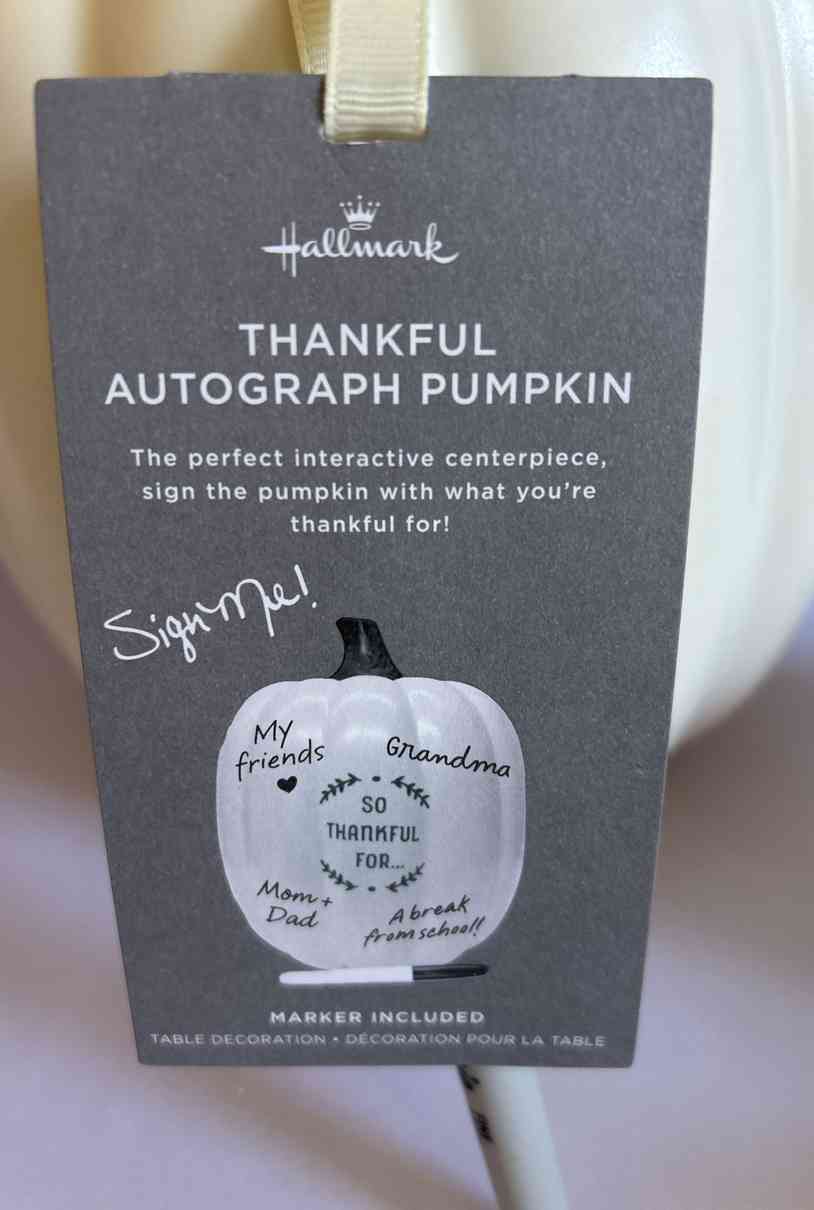 Hallmark
THANKFUL
AUTOGRAPH PUMPKIN
The perfect interactive centerpiece,
sign the pumpkin with what you're
thankful for!
Sign Me!
My
friends
Grandma
SO
THANKFUL
FOR...
Mom +
Dad
A break
from school!!
MARKER INCLUDED
TABLE DECORATION • DÉCORATION POUR LA TABLE